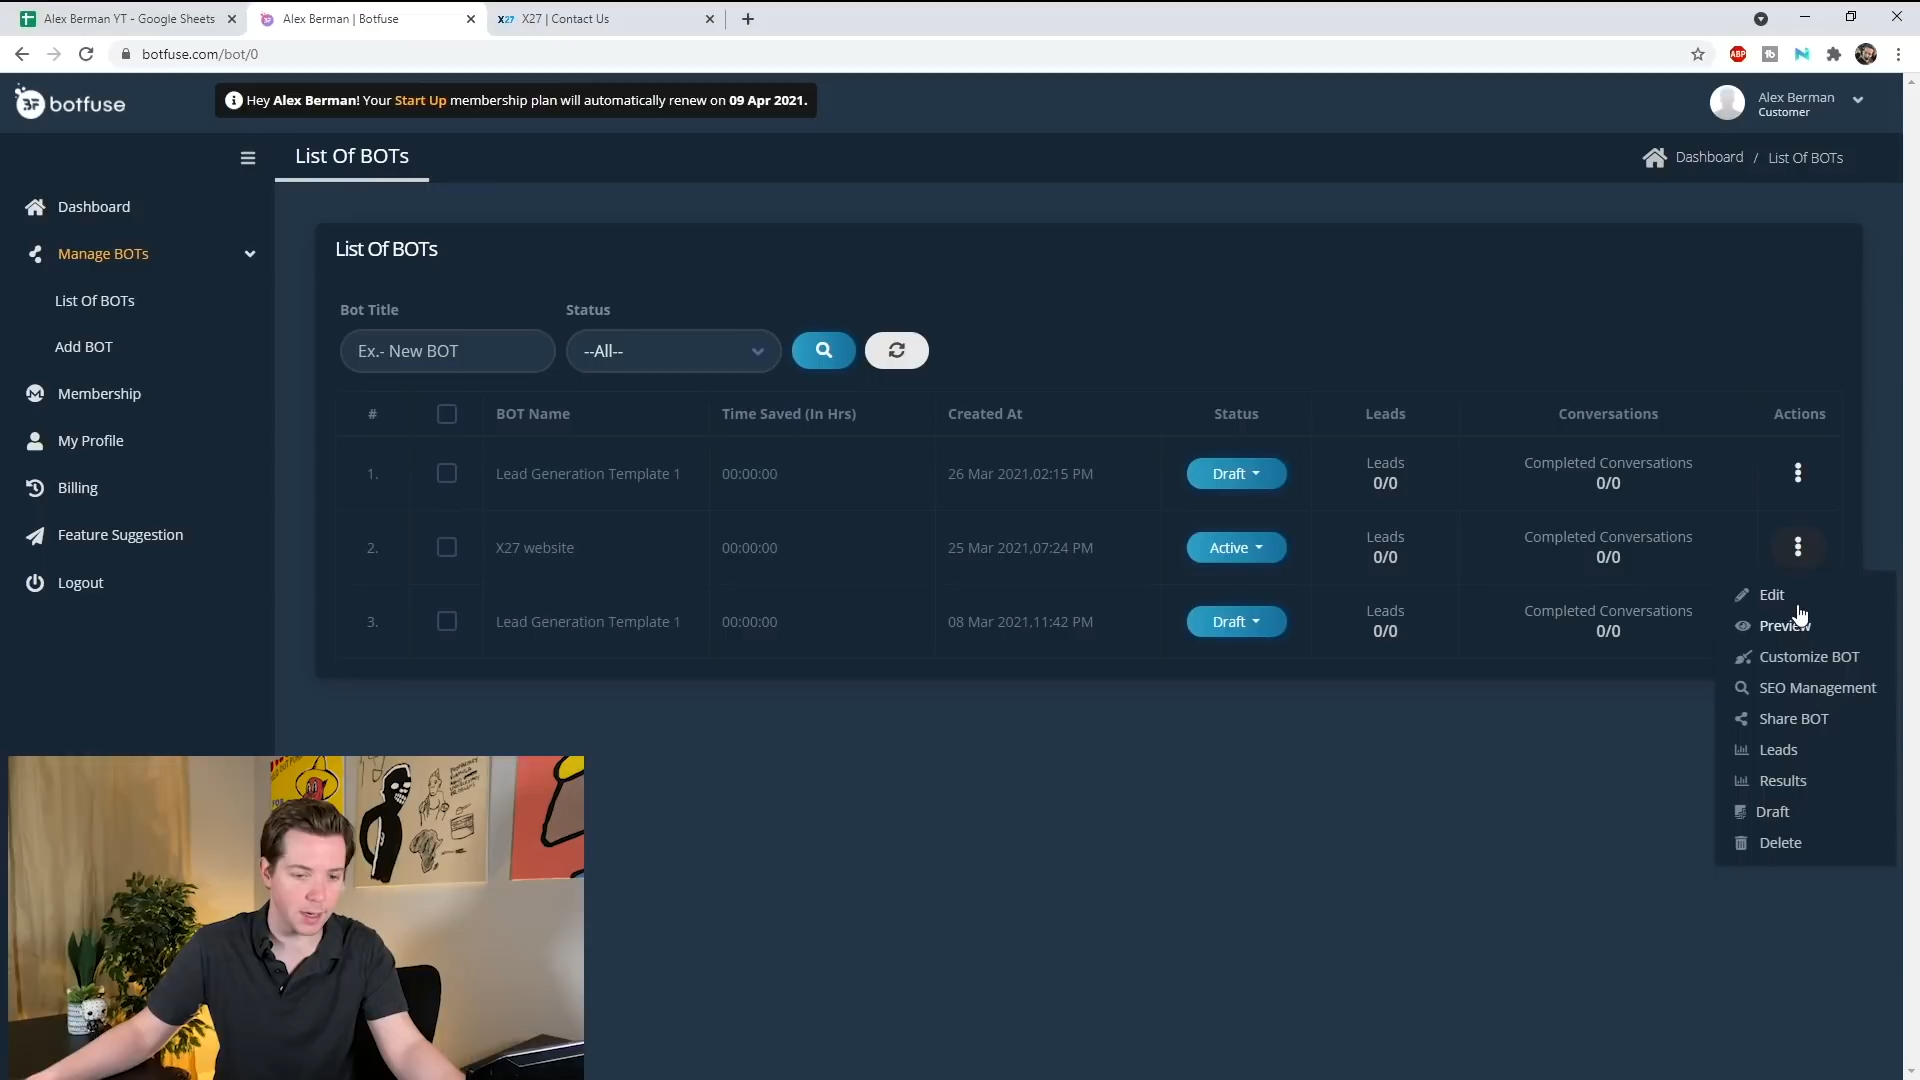 Alex Berman YT - Google Sheets
Alex Berman | Botfuse
X27 X27 | Contact Us
botfuse.com/bot/0
ABP
botfuse
Hey Alex Berman! Your Start Up membership plan will automatically renew on 09 Apr 2021.
Alex Berman
Customer
List Of BOTs
Dashboard / List Of BOTs
Dashboard
Manage BOTs
List Of BOTs
Add BOT
Membership
My Profile
Billing
Feature Suggestion
Logout
List Of BOTs
Bot Title Status
Ex.- New BOT --All--
# BOT Name Time Saved (In Hrs) Created At Status Leads Conversations Actions
1. Lead Generation Template 1 00:00:00 26 Mar 2021,02:15 PM Draft Leads 0/0 Completed Conversations 0/0
2. X27 website 00:00:00 25 Mar 2021,07:24 PM Active Leads 0/0 Completed Conversations 0/0
3. Lead Generation Template 1 00:00:00 08 Mar 2021,11:42 PM Draft Leads 0/0 Completed Conversations 0/0
Edit
Preview
Customize BOT
SEO Management
Share BOT
Leads
Results
Draft
Delete